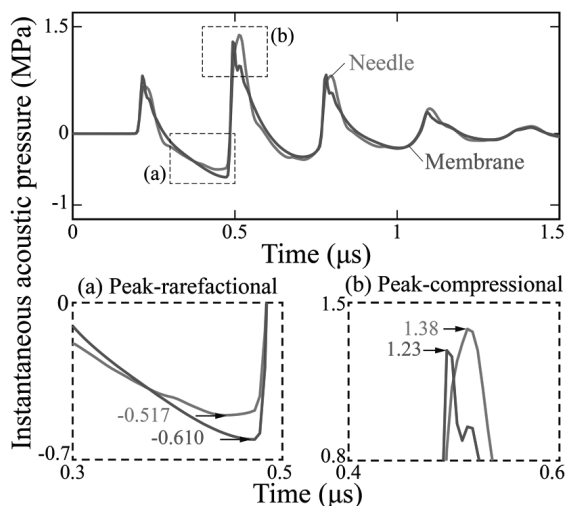 Instantaneous acoustic pressure (MPa)
1.5
0
-1
(a)
(b)
Needle
Membrane
0
0.5
1
1.5
Time (μs)
(a) Peak-rarefactional
0
-0.7
-0.517
-0.610
0.3
0.5
(b) Peak-compressional
1.5
0.8
1.38
1.23
0.4
0.6
Time (μs)